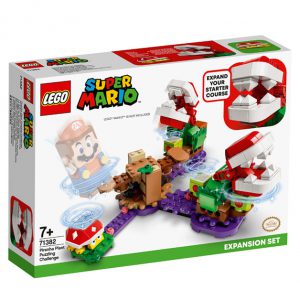 LEGO
SUPER
MARIO
EXPAND
YOUR
STARTER
COURSE
7+
71382
Piranha Plant
Puzzling
Challenge
EXPANSION SET